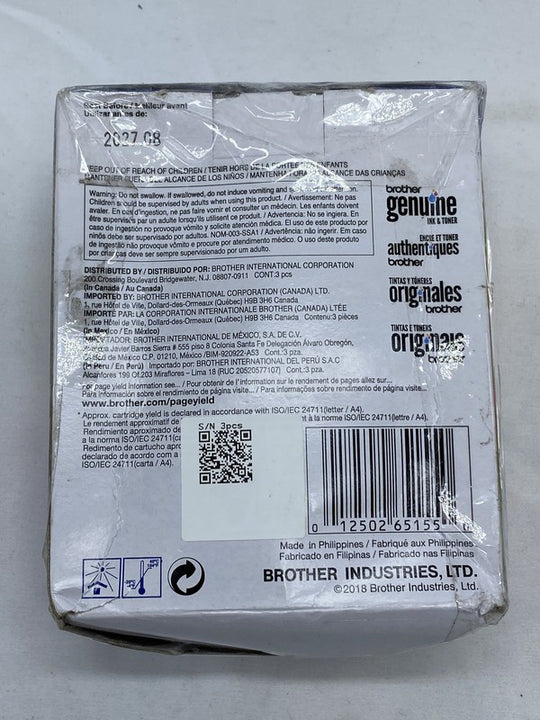 Best Before / Meilleur avant
Utilizar antes de:
2027.08
KEEP OUT OF REACH OF CHILDREN / TENIR HORS DE LA PORTÉE DES ENFANTS
MANTENER FUERA DEL ALCANCE DE LOS NIÑOS / MANTENHA FORA DO ALCANCE DAS CRIANÇAS
Warning: Do not swallow. If swallowed, do not induce vomiting and
Children should be supervised by adults when using this product. / Avertissement: Ne pas
avaler. En cas d'ingestion, ne pas faire vomir et consulter un médecin. Les enfants doivent
être supervisés par un adulte lorsqu'ils utilisent ce produit. / Advertencia: No se ingiera. En
caso de ingestión no provoque vómito y solicite atención médica. El uso de este producto por
niños debe ser supervisado por adultos. NOM-003-SSA1 / Advertência: Não ingerir. Em caso
de ingestão não provocar vômito e procure atendimento médico. O uso deste produto
por crianças deve ser supervisionado por um adulto.
brother
genuine
INK & TONER
ENCRE ET TONER
authentiques
brother
TINTAS Y TÓNERES
originales
brother
TINTAS E TONERES
originais
brother
DISTRIBUTED BY / DISTRIBUIDO POR: BROTHER INTERNATIONAL CORPORATION
200 Crossing Boulevard Bridgewater, N.J. 08807-0911 CONT:3 pcs
(In Canada / Au Canada)
IMPORTED BY: BROTHER INTERNATIONAL CORPORATION (CANADA) LTD.
1, rue Hôtel de Ville, Dollard-des-Ormeaux (Québec) H9B 3H6 Canada
IMPORTÉ PAR: LA CORPORATION INTERNATIONALE BROTHER (CANADA) LTÉE
1, rue Hôtel de Ville, Dollard-des-Ormeaux (Québec) H9B 3H6 Canada Contenu:3 pièces
(In Mexico / En México)
IMPORTADOR: BROTHER INTERNATIONAL DE MÉXICO, S.A. DE C.V.
Javier Barros Sierra # 555 piso 8 Colonia Santa Fe Delegación Álvaro Obregón,
Ciudad de México C.P. 01210, México /BIM-920922-A53 Cont.:3 pza.
(In Peru / En Perú) Importado por: BROTHER INTERNATIONAL DEL PERÚ S.A.C
Alcanfores 199 Of.203 Miraflores - Lima 18 (RUC 20520577107) Cont.:3 pza.
For page yield information see... / Pour obtenir de l'information sur le rendement de pages allez sur...
Para información sobre el rendimiento de página visite... / Para informações sobre rendimento de página visite...
www.brother.com/pageyield
* Approx. cartridge yield is declared in accordance with ISO/IEC 24711(letter / A4).
Le rendement approximatif de à la norme ISO/IEC 24711(lettre / A4).
Rendimiento aproximado de
a la norma ISO/IEC 24711(c
Rendimento de cartucho apro
declarado de acordo com a
ISO/IEC 24711(carta / A4).
S/N 3pcs
0 12502 65155
Made in Philippines / Fabriqué aux Philippines
Fabricado en Filipinas / Fabricado nas Filipinas
BROTHER INDUSTRIES, LTD.
©2018 Brother Industries, Ltd.